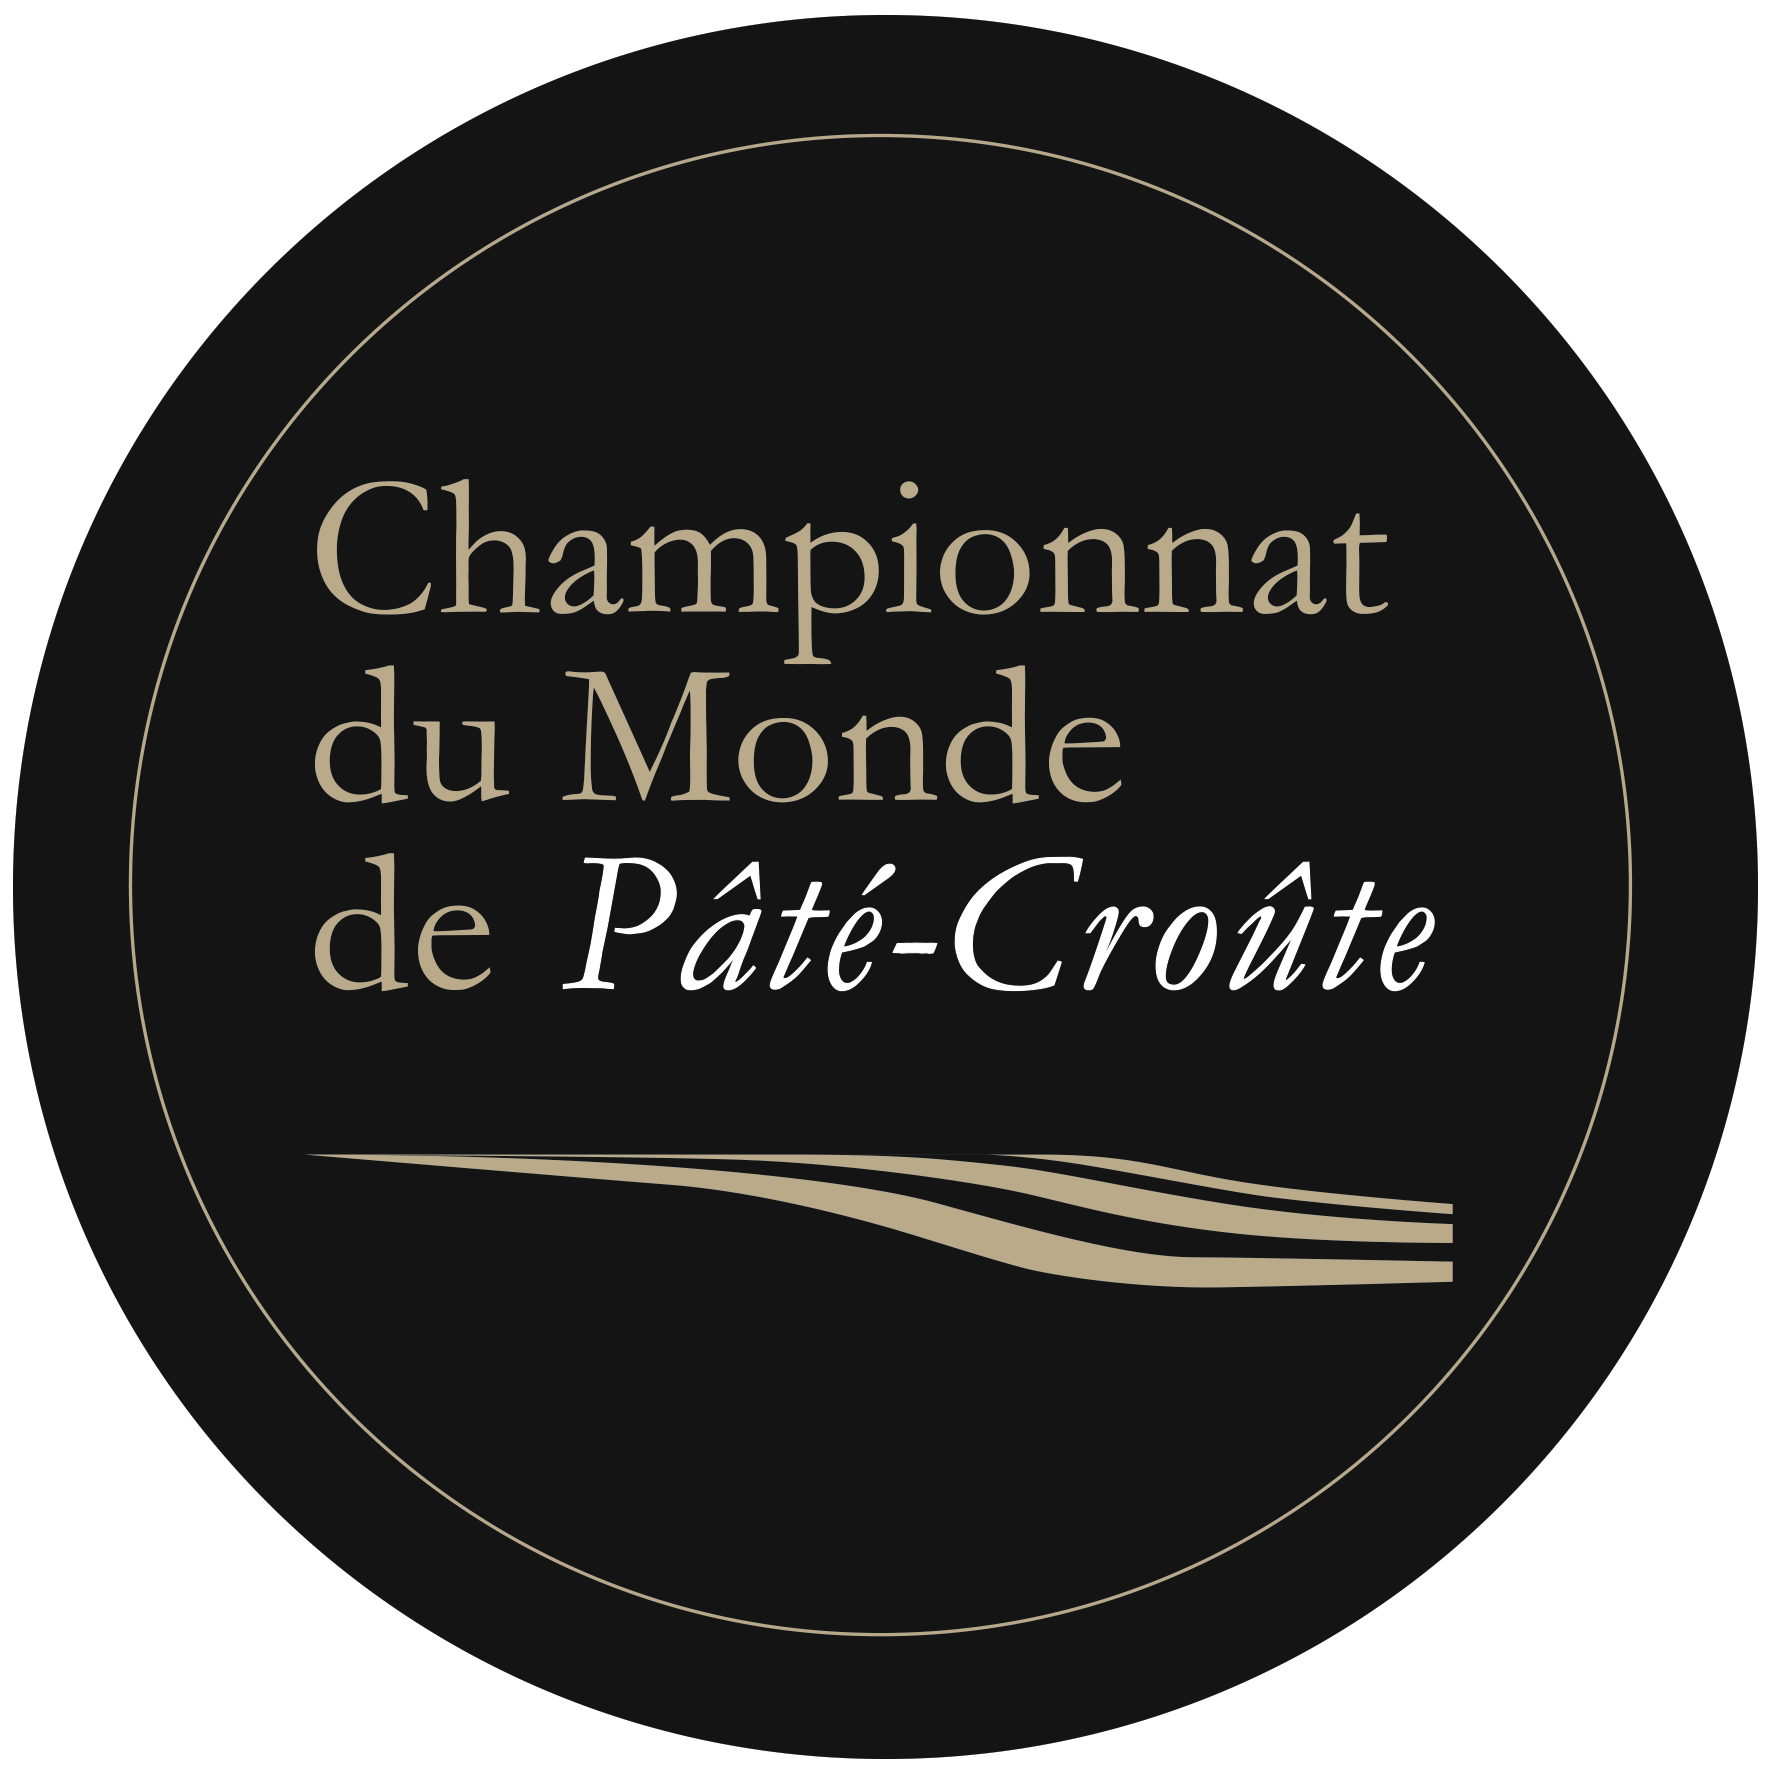 Championnat
du Monde
de Pâté-Croûte